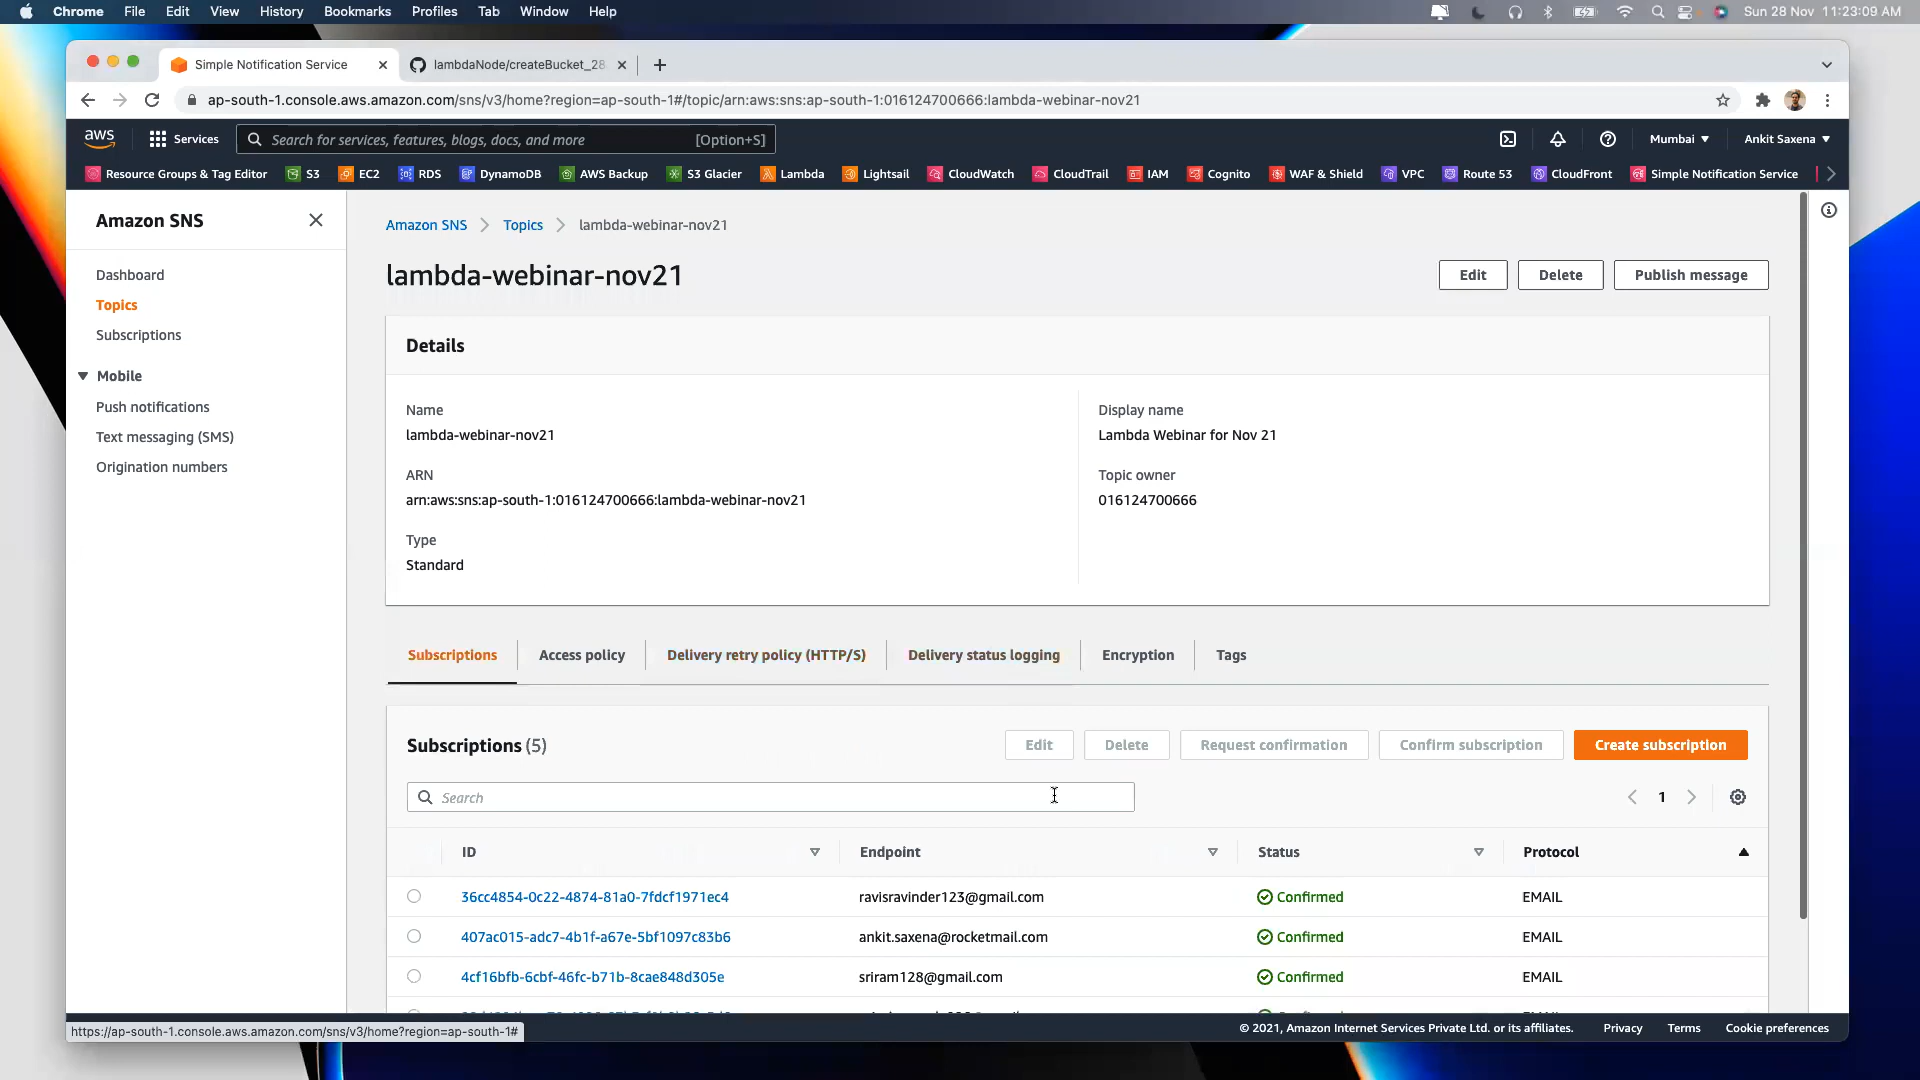 Chrome File Edit View History Bookmarks Profiles Tab Window Help Sun 28 Nov 11:23:09 AM
Simple Notification Service lambdaNode/createBucket_28
ap-south-1.console.aws.amazon.com/sns/v3/home?region=ap-south-1#/topic/arn:aws:sns:ap-south-1:016124700666:lambda-webinar-nov21
aws Services Search for services, features, blogs, docs, and more [Option+S] Mumbai Ankit Saxena
Resource Groups & Tag Editor S3 EC2 RDS DynamoDB AWS Backup S3 Glacier Lambda Lightsail CloudWatch CloudTrail IAM Cognito WAF & Shield VPC Route 53 CloudFront Simple Notification Service
Amazon SNS
Dashboard
Topics
Subscriptions
Mobile
Push notifications
Text messaging (SMS)
Origination numbers
Amazon SNS Topics lambda-webinar-nov21
lambda-webinar-nov21 Edit Delete Publish message
Details
Name
lambda-webinar-nov21
ARN
arn:aws:sns:ap-south-1:016124700666:lambda-webinar-nov21
Type
Standard
Display name
Lambda Webinar for Nov 21
Topic owner
016124700666
Subscriptions Access policy Delivery retry policy (HTTP/S) Delivery status logging Encryption Tags
Subscriptions (5) Edit Delete Request confirmation Confirm subscription Create subscription
Search 1
ID Endpoint Status Protocol
36cc4854-0c22-4874-81a0-7fdcf1971ec4 ravisravinder123@gmail.com Confirmed EMAIL
407ac015-adc7-4b1f-a67e-5bf1097c83b6 ankit.saxena@rocketmail.com Confirmed EMAIL
4cf16bfb-6cbf-46fc-b71b-8cae848d305e sriram128@gmail.com Confirmed EMAIL
https://ap-south-1.console.aws.amazon.com/sns/v3/home?region=ap-south-1# © 2021, Amazon Internet Services Private Ltd. or its affiliates. Privacy Terms Cookie preferences